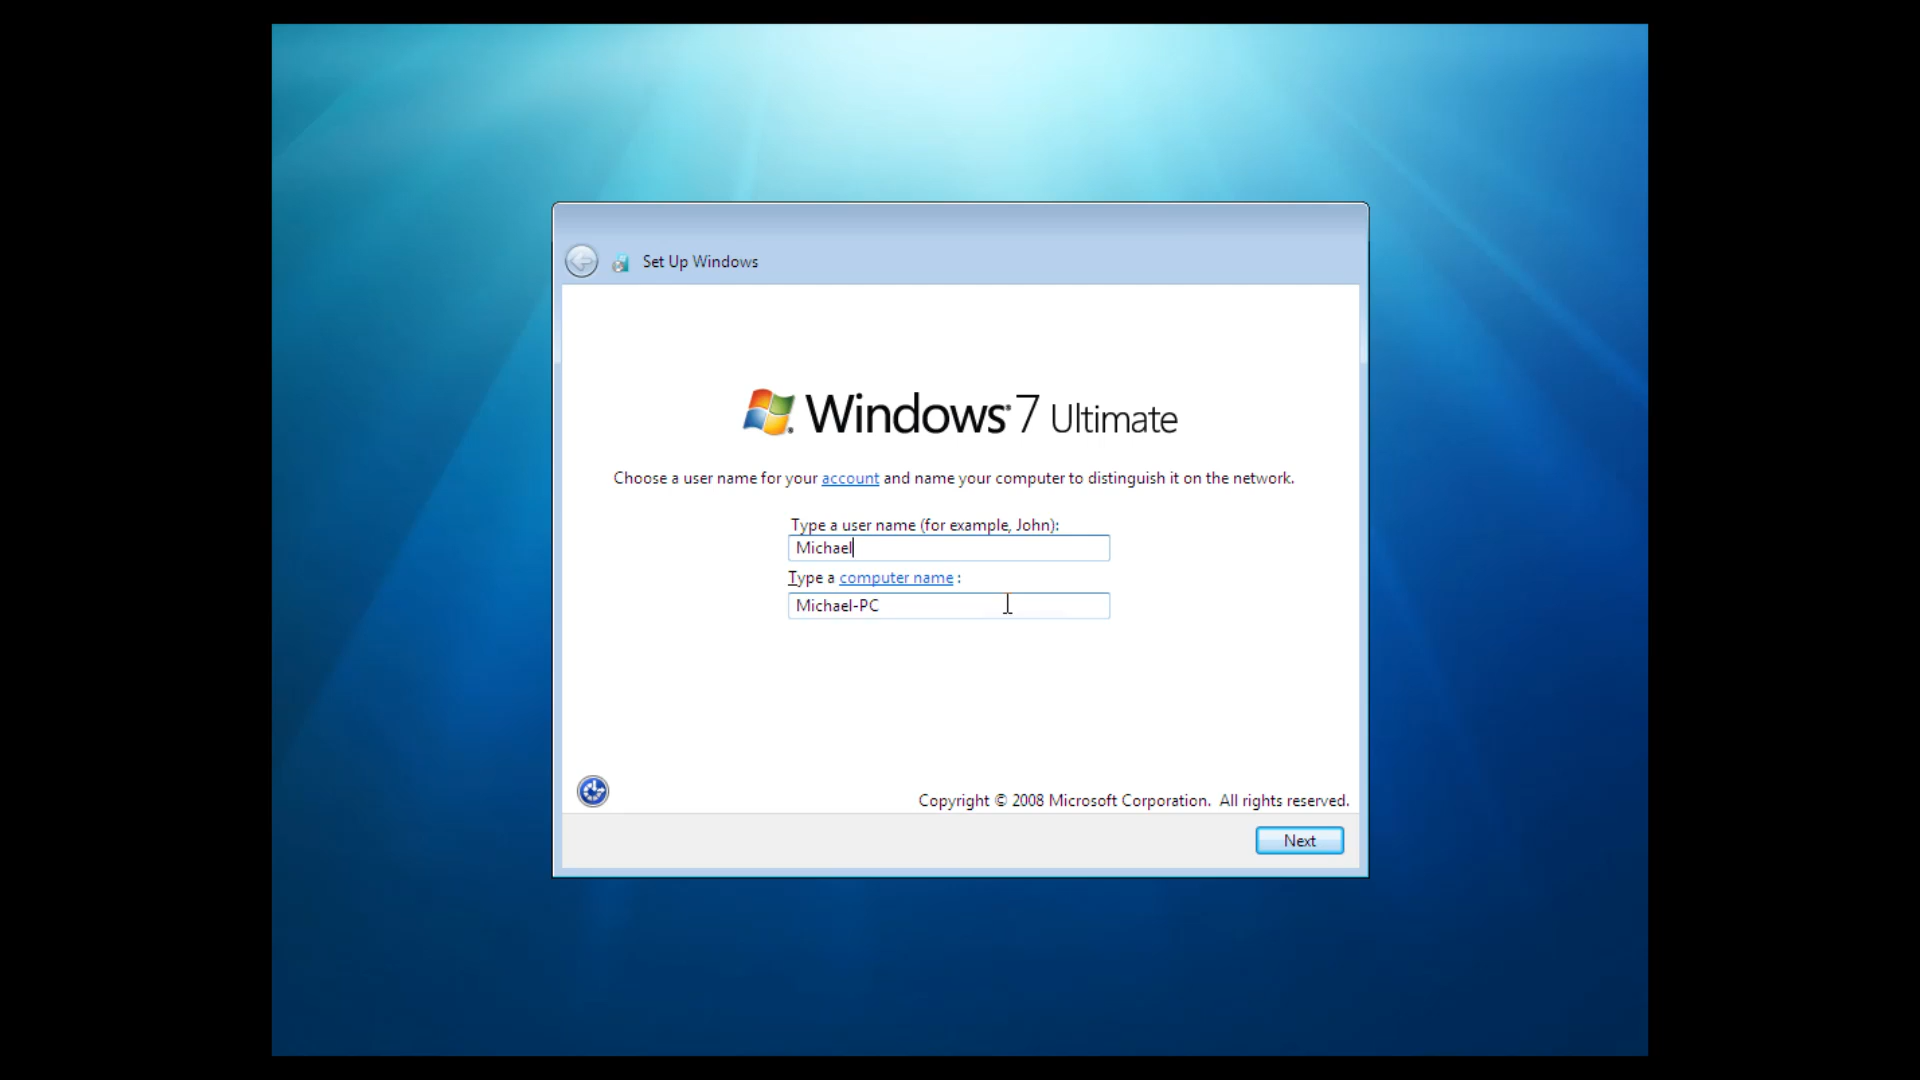 Set Up Windows
Windows® 7 Ultimate
Choose a user name for your account and name your computer to distinguish it on the network.
Type a user name (for example, John):
Michael
Type a computer name :
Michael-PC
Copyright © 2008 Microsoft Corporation.  All rights reserved.
Next